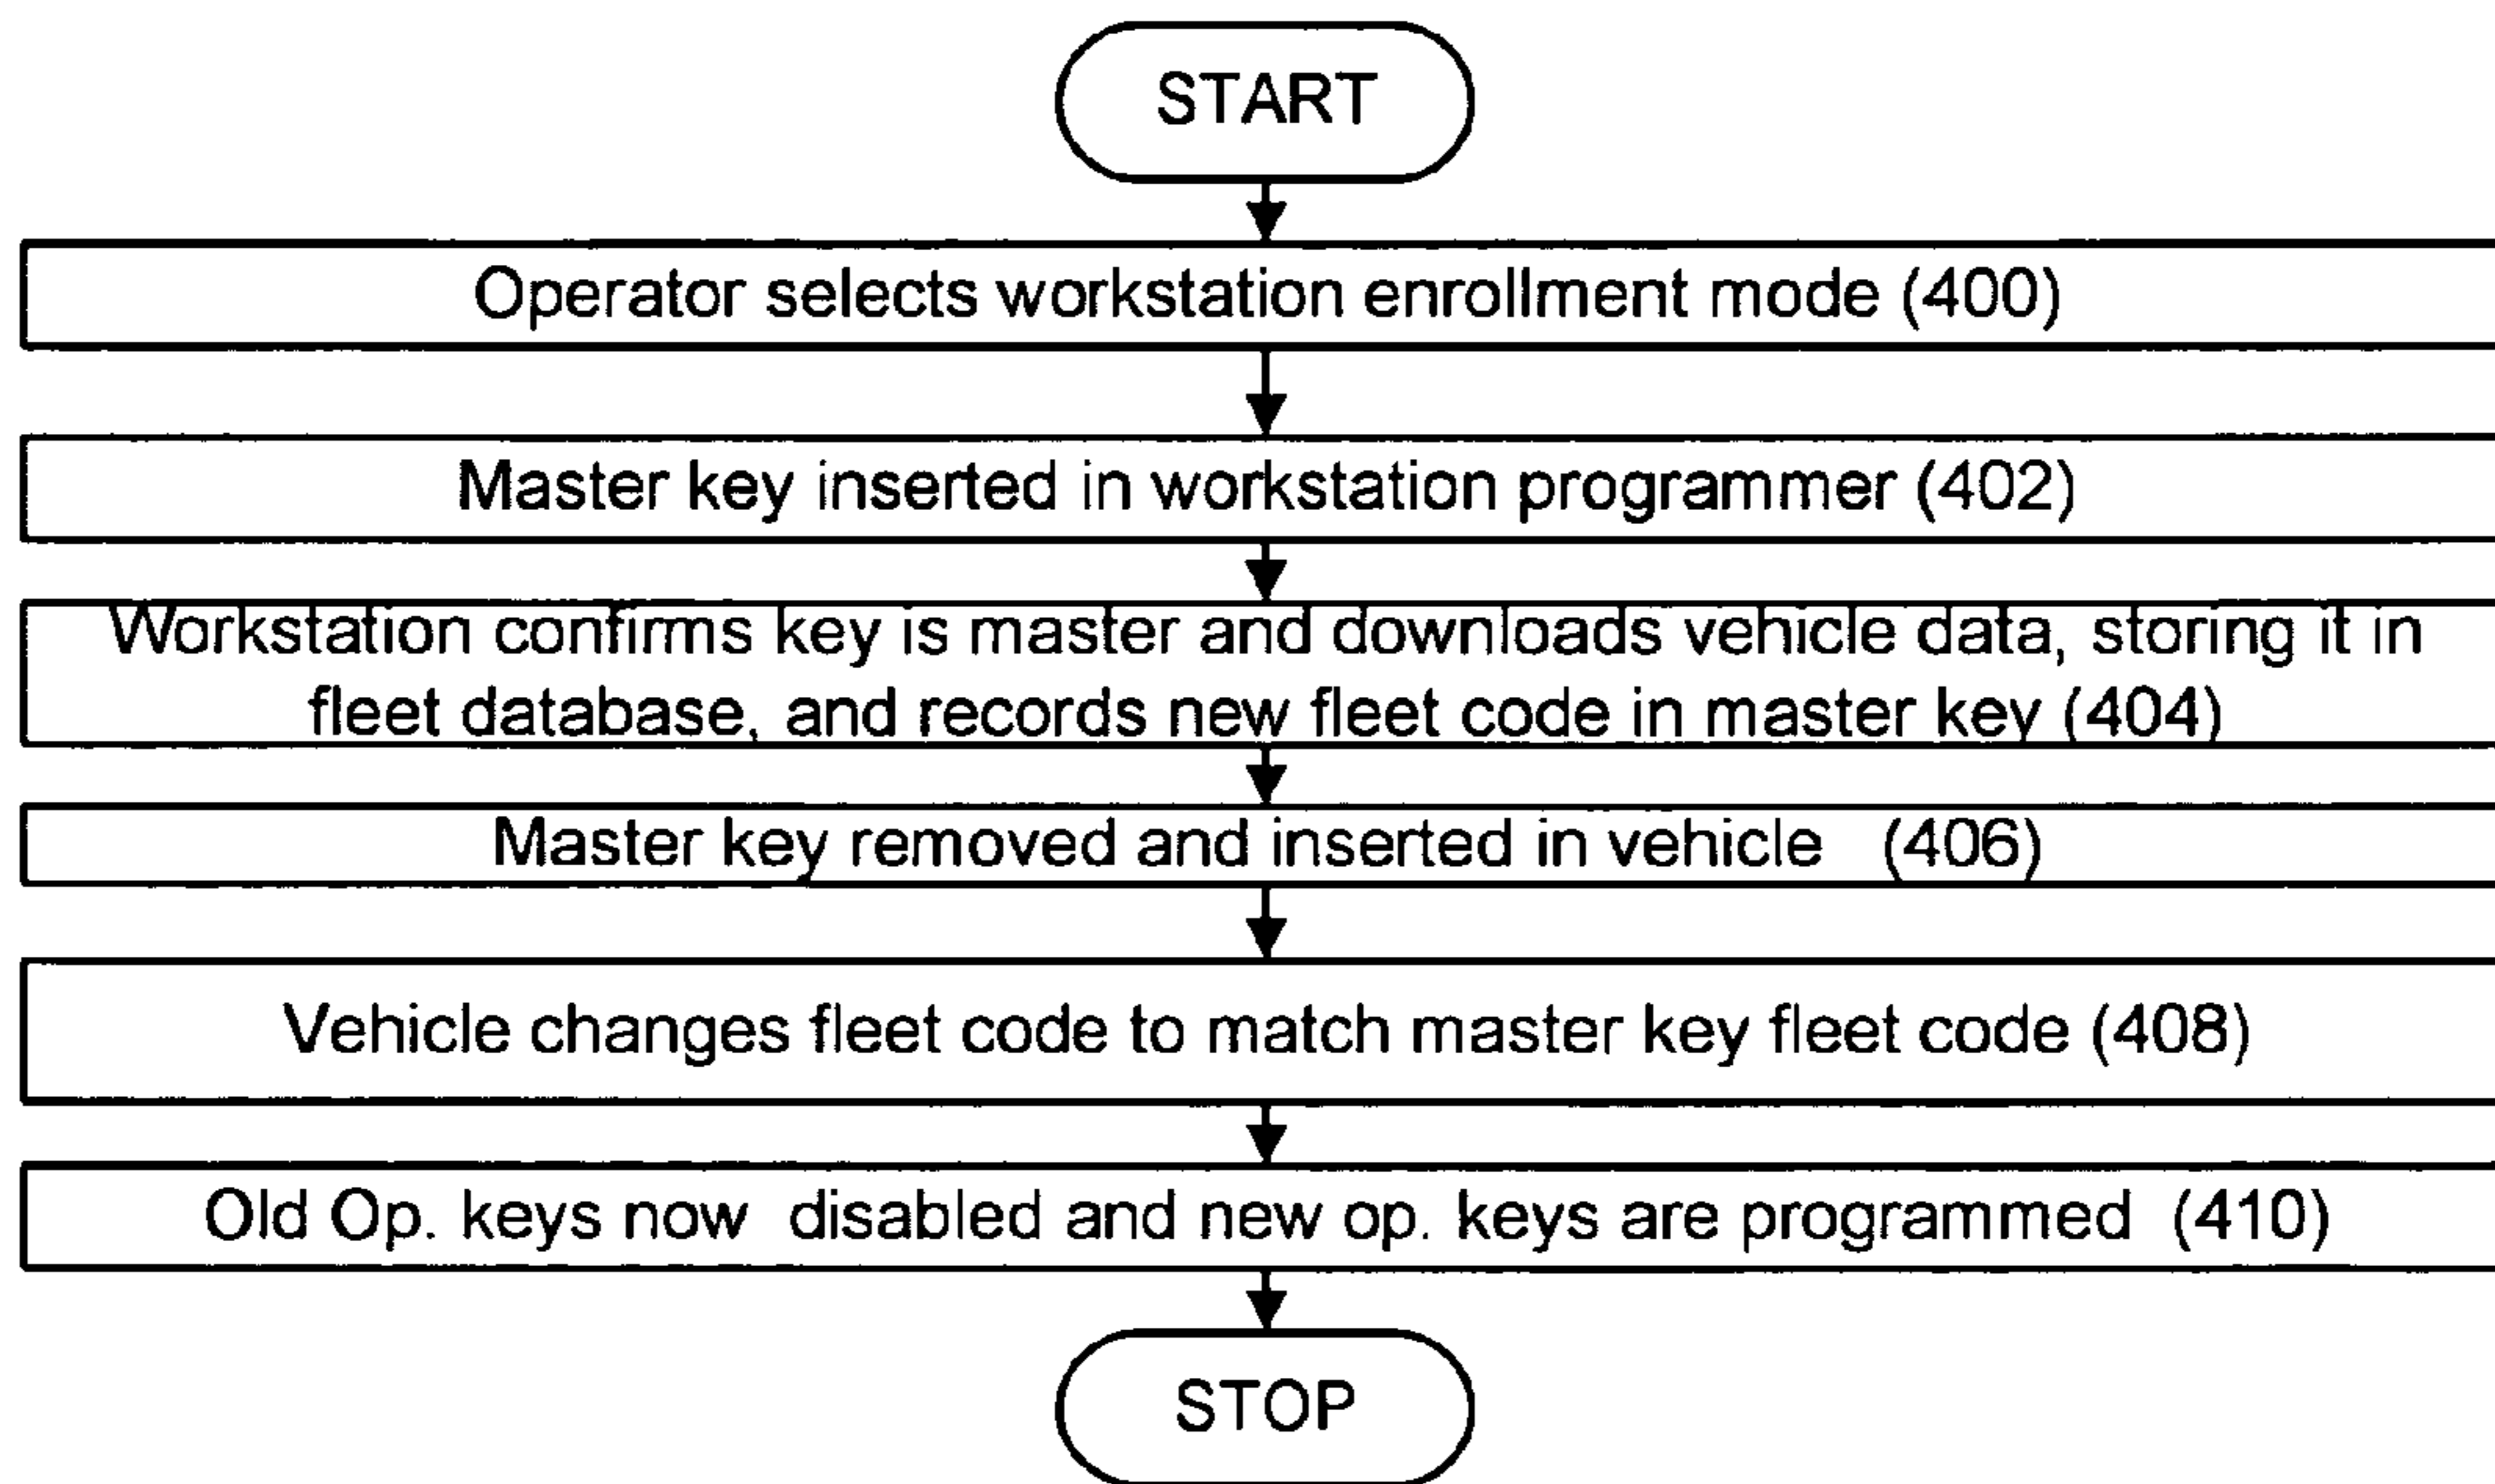 START
Operator selects workstation enrollment mode (400)
Master key inserted in workstation programmer (402)
Workstation confirms key is master and downloads vehicle data, storing it in
fleet database, and records new fleet code in master key (404)
Master key removed and inserted in vehicle (406)
Vehicle changes fleet code to match master key fleet code (408)
Old Op. keys now disabled and new op. keys are programmed (410)
STOP